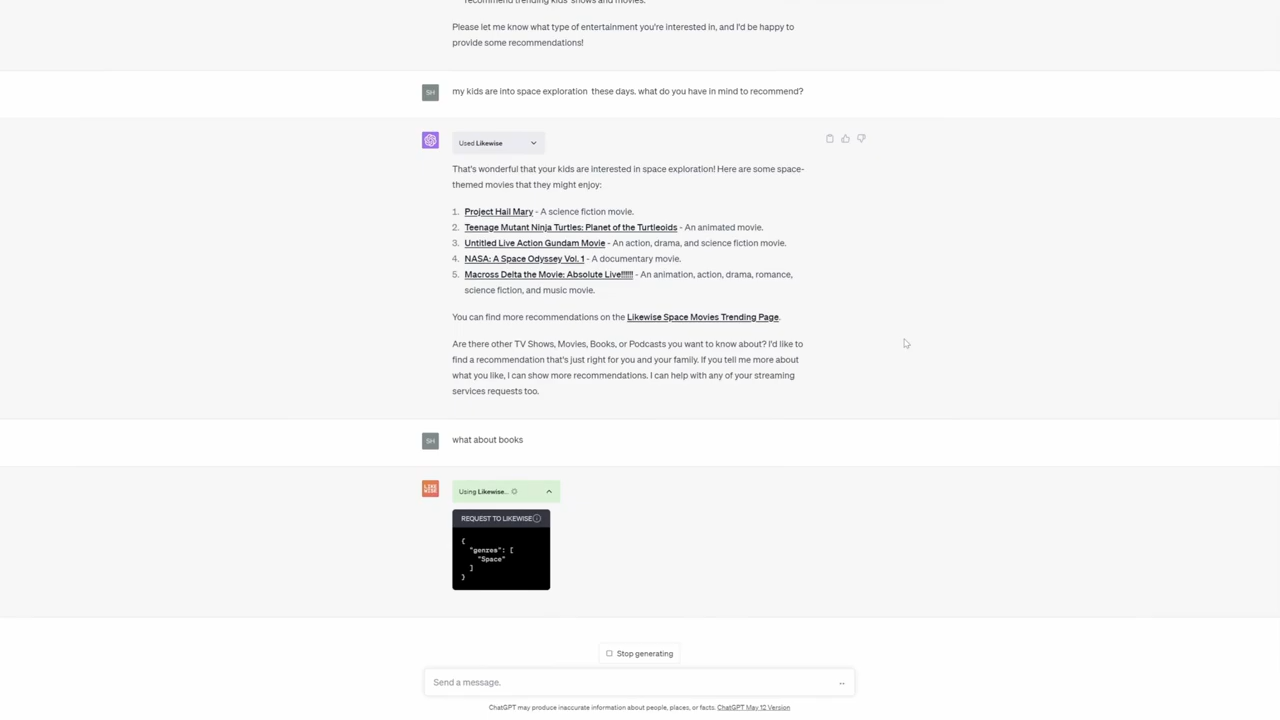 recommend trending kids' shows and movies.
Please let me know what type of entertainment you're interested in, and I'd be happy to
provide some recommendations!
SH my kids are into space exploration  these days. what do you have in mind to recommend?
Used Likewise
That's wonderful that your kids are interested in space exploration! Here are some space-
themed movies that they might enjoy:
1. Project Hail Mary - A science fiction movie.
2. Teenage Mutant Ninja Turtles: Planet of the Turtleoids - An animated movie.
3. Untitled Live Action Gundam Movie - An action, drama, and science fiction movie.
4. NASA: A Space Odyssey Vol. 1 - A documentary movie.
5. Macross Delta the Movie: Absolute Live!!!!!! - An animation, action, drama, romance,
science fiction, and music movie.
You can find more recommendations on the Likewise Space Movies Trending Page.
Are there other TV Shows, Movies, Books, or Podcasts you want to know about? I'd like to
find a recommendation that's just right for you and your family. If you tell me more about
what you like, I can show more recommendations. I can help with any of your streaming
services requests too.
SH what about books
LIKE
WISE
Using Likewise...
REQUEST TO LIKEWISE
{
"genres": [
"Space"
]
}
Stop generating
Send a message.
ChatGPT may produce inaccurate information about people, places, or facts. ChatGPT May 12 Version